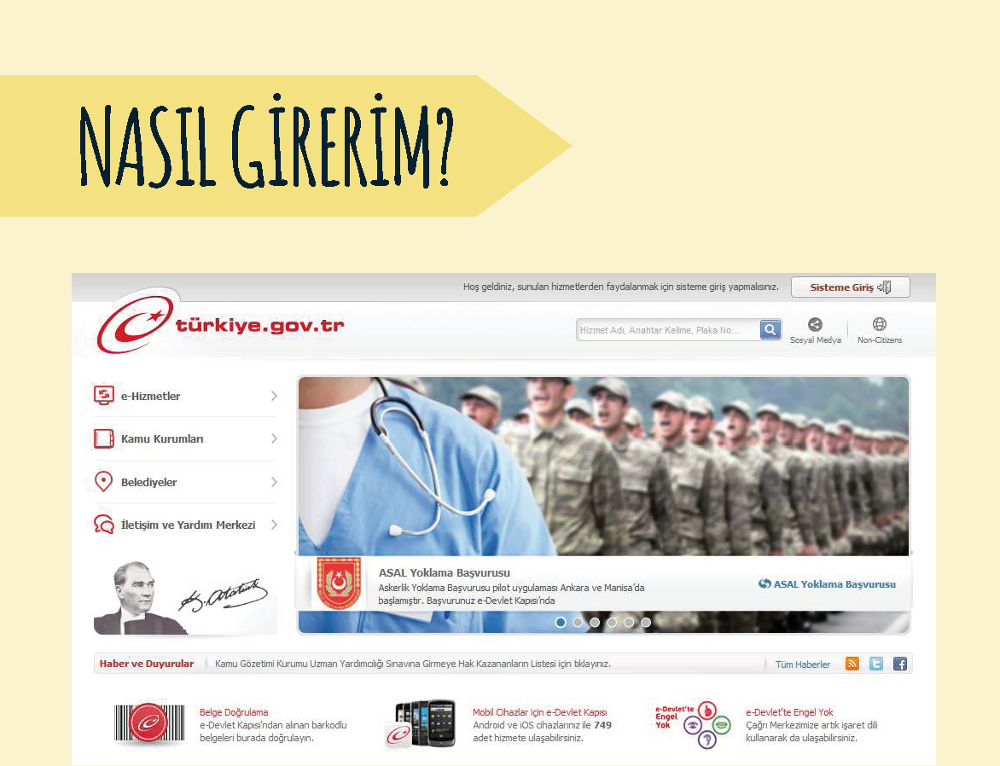 NASIL GİRERİM?
Hoş geldiniz, sunulan hizmetlerden faydalanmak için sisteme giriş yapmalısınız.
Sisteme Giriş
türkiye.gov.tr
Hizmet Adı, Anahtar Kelime, Plaka No...
Sosyal Medya
Non-Citizens
e-Hizmetler
Kamu Kurumları
Belediyeler
İletişim ve Yardım Merkezi
K. Atatürk
ASAL Yoklama Başvurusu
Askerlik Yoklama Başvurusu pilot uygulaması Ankara ve Manisa'da
başlamıştır. Başvurunuz e-Devlet Kapısı'nda
ASAL Yoklama Başvurusu
Haber ve Duyurular
Kamu Gözetimi Kurumu Uzman Yardımcılığı Sınavına Girmeye Hak Kazananların Listesi için tıklayınız.
Tüm Haberler
Belge Doğrulama
e-Devlet Kapısı'ndan alınan barkodlu
belgeleri burada doğrulayın.
Mobil Cihazlar için e-Devlet Kapısı
Android ve iOS cihazlarınız ile 749
adet hizmete ulaşabilirsiniz.
e-Devlet'te
Engel
Yok
e-Devlet'te Engel Yok
Çağrı Merkezimize artık işaret dili
kullanarak da ulaşabilirsiniz.